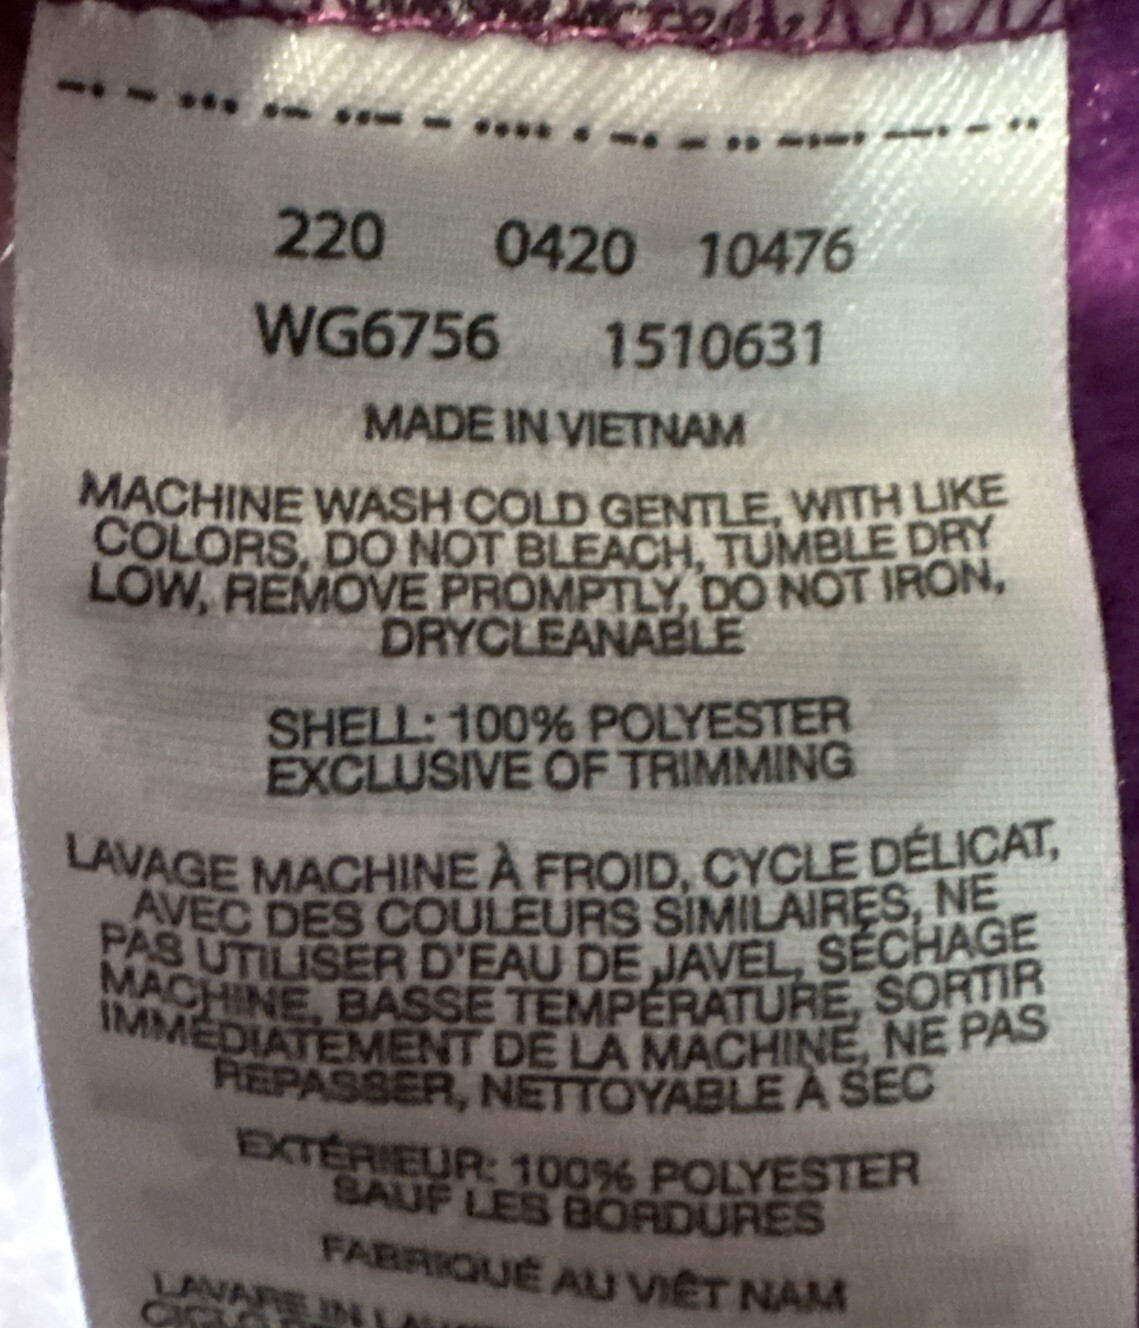 220 0420 10476
WG6756 1510631
MADE IN VIETNAM
MACHINE WASH COLD GENTLE, WITH LIKE
COLORS, DO NOT BLEACH, TUMBLE DRY
LOW, REMOVE PROMPTLY, DO NOT IRON,
DRYCLEANABLE
SHELL: 100% POLYESTER
EXCLUSIVE OF TRIMMING
LAVAGE MACHINE À FROID, CYCLE DÉLICAT,
AVEC DES COULEURS SIMILAIRES, NE
PAS UTILISER D'EAU DE JAVEL, SÉCHAGE
MACHINE, BASSE TEMPÉRATURE, SORTIR
IMMÉDIATEMENT DE LA MACHINE, NE PAS
REPASSER, NETTOYABLE À SEC
EXTÉRIEUR: 100% POLYESTER
SAUF LES BORDURES
FABRIQUÉ AU VIÊT NAM
LAVARE IN
CICLO